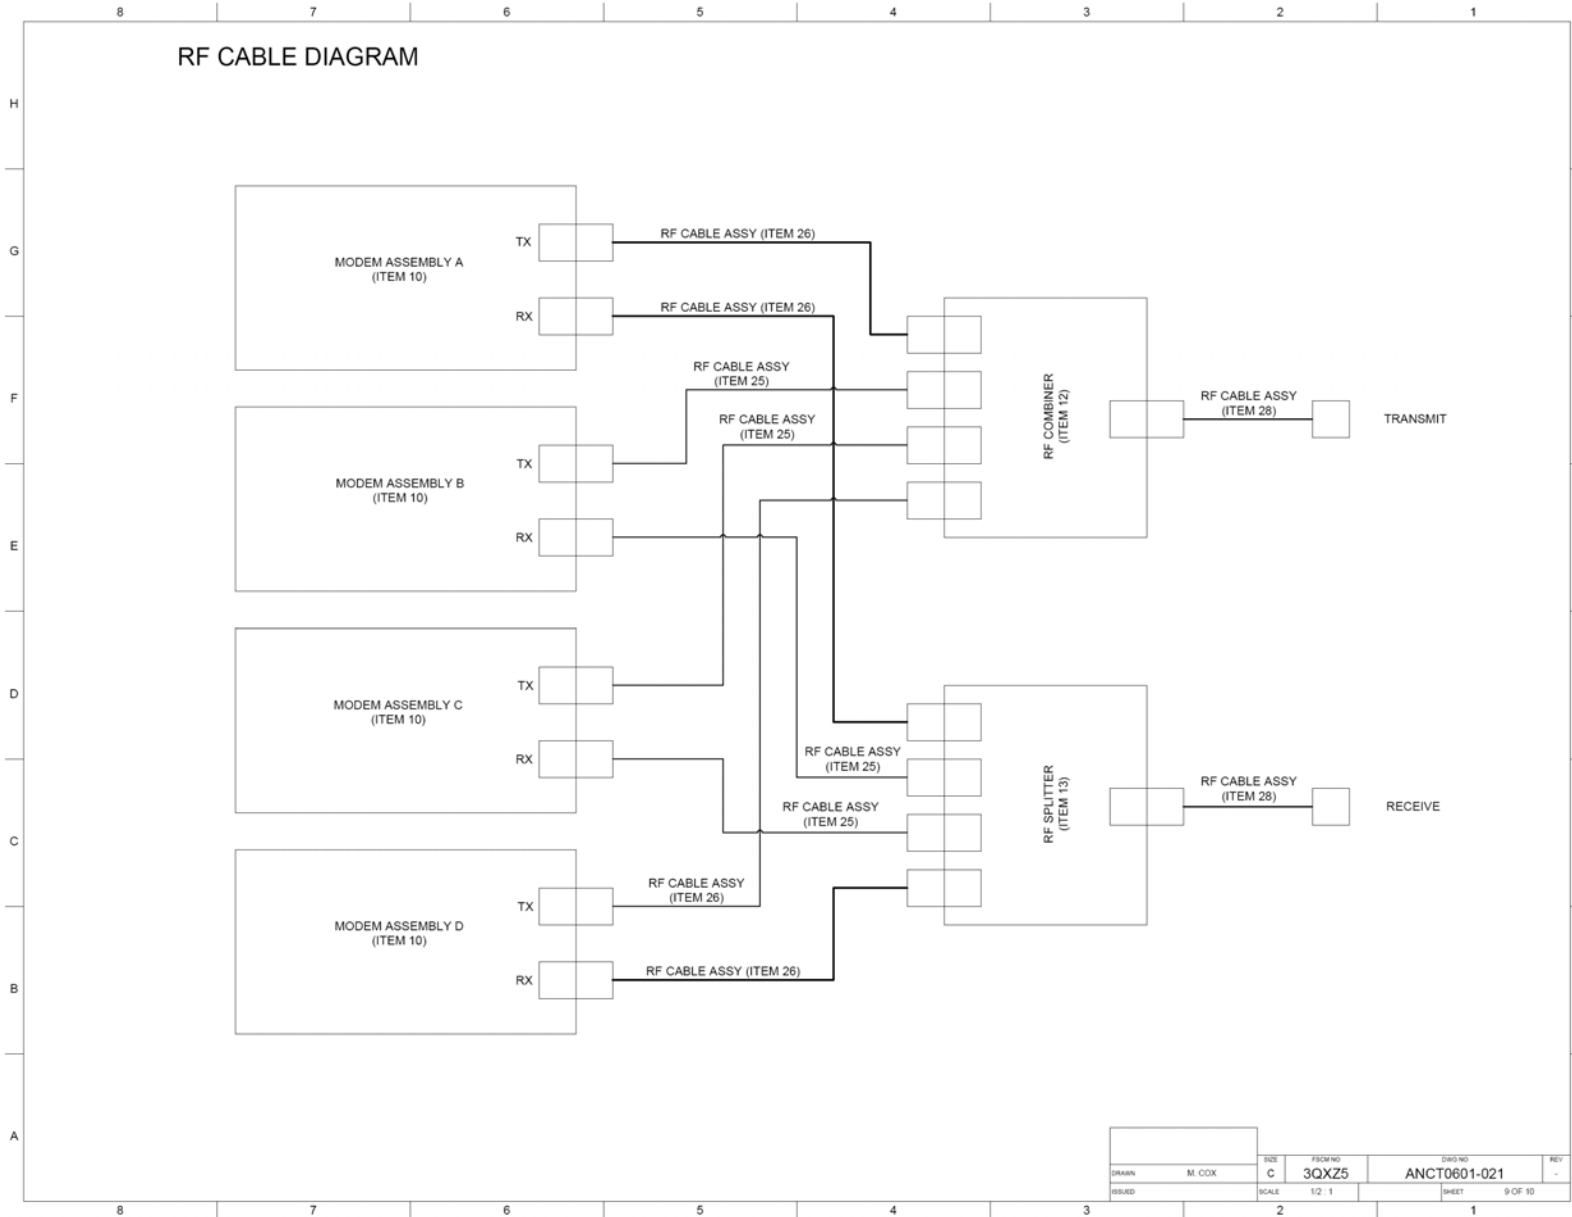 8 7 6 5 4 3 2 1
RF CABLE DIAGRAM
H
G
F
E
D
C
B
A
TX
RF CABLE ASSY (ITEM 26)
MODEM ASSEMBLY A
(ITEM 10)
RX
RF CABLE ASSY (ITEM 26)
RF CABLE ASSY
(ITEM 25)
RF CABLE ASSY
(ITEM 25)
RF COMBINER
(ITEM 12)
RF CABLE ASSY
(ITEM 28)
TRANSMIT
TX
MODEM ASSEMBLY B
(ITEM 10)
RX
TX
MODEM ASSEMBLY C
(ITEM 10)
RX
RF CABLE ASSY
(ITEM 25)
RF CABLE ASSY
(ITEM 25)
RF SPLITTER
(ITEM 13)
RF CABLE ASSY
(ITEM 28)
RECEIVE
RF CABLE ASSY
(ITEM 26)
TX
MODEM ASSEMBLY D
(ITEM 10)
RX
RF CABLE ASSY (ITEM 26)
SIZE FSCM NO DWG NO REV
DRAWN M. COX C 3QXZ5 ANCT0601-021 -
ISSUED SCALE 1/2 : 1 SHEET 9 OF 10
8 7 6 5 4 3 2 1